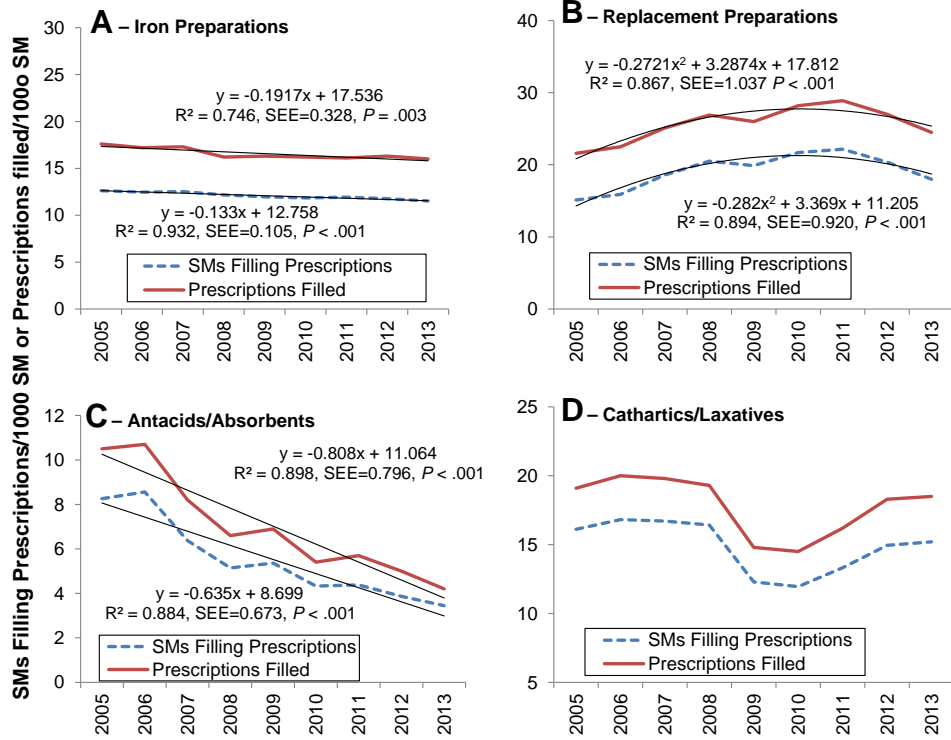 SMs Filling Prescriptions/1000 SM or Prescriptions filled/100o SM
A – Iron Preparations
30
25
20
15
10
5
0
y = -0.1917x + 17.536
R² = 0.746, SEE=0.328, P = .003
y = -0.133x + 12.758
R² = 0.932, SEE=0.105, P < .001
SMs Filling Prescriptions
Prescriptions Filled
2005 2006 2007 2008 2009 2010 2011 2012 2013
B – Replacement Preparations
40
30
20
10
0
y = -0.2721x² + 3.2874x + 17.812
R² = 0.867, SEE=1.037 P < .001
y = -0.282x² + 3.369x + 11.205
R² = 0.894, SEE=0.920, P < .001
SMs Filling Prescriptions
Prescriptions Filled
2005 2006 2007 2008 2009 2010 2011 2012 2013
C – Antacids/Absorbents
12
10
8
6
4
2
0
y = -0.808x + 11.064
R² = 0.898, SEE=0.796, P < .001
y = -0.635x + 8.699
R² = 0.884, SEE=0.673, P < .001
SMs Filling Prescriptions
Prescriptions Filled
2005 2006 2007 2008 2009 2010 2011 2012 2013
D – Cathartics/Laxatives
25
20
15
10
5
SMs Filling Prescriptions
Prescriptions Filled
2005 2006 2007 2008 2009 2010 2011 2012 2013